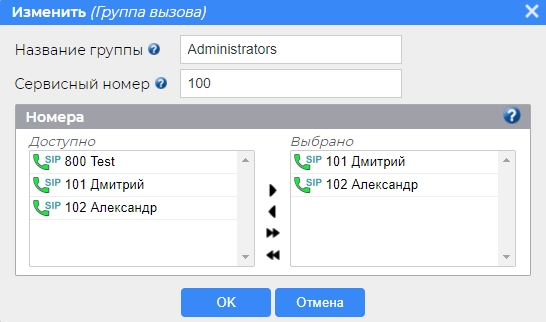 Изменить (Группа вызова)
Название группы ? Administrators
Сервисный номер ? 100
Номера ?
Доступно Выбрано
SIP 800 Test SIP 101 Дмитрий
SIP 101 Дмитрий SIP 102 Александр
SIP 102 Александр
OK Отмена